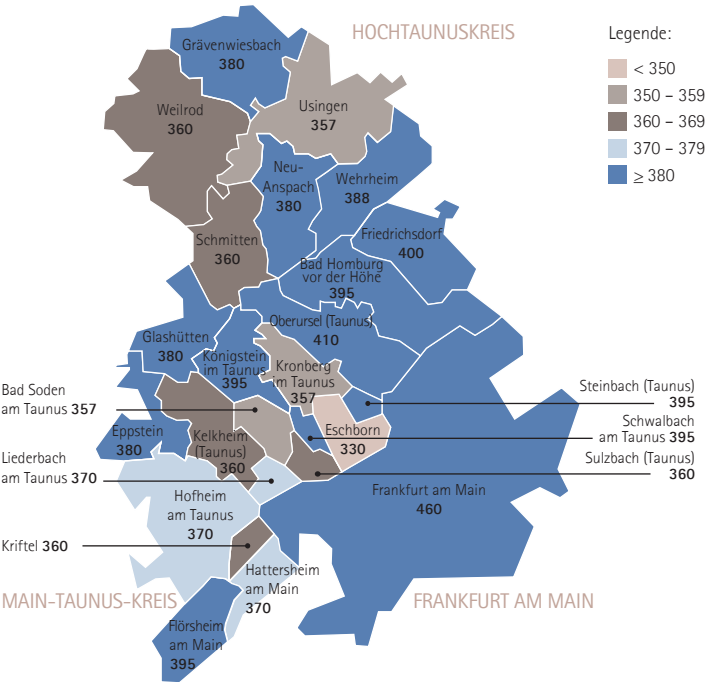 HOCHTAUNUSKREIS
Legende:
< 350
350 – 359
360 – 369
370 – 379
≥ 380
Grävenwiesbach
380
Weilrod
360
Usingen
357
Neu-
Anspach
380
Wehrheim
388
Schmitten
360
Friedrichsdorf
400
Bad Homburg
vor der Höhe
395
Oberursel (Taunus)
410
Glashütten
380
Königstein
im Taunus
395
Kronberg
im Taunus
357
Bad Soden
am Taunus 357
Steinbach (Taunus)
395
Schwalbach
am Taunus 395
Sulzbach (Taunus)
360
Eppstein
380
Kelkheim
(Taunus)
360
Eschborn
330
Liederbach
am Taunus 370
Hofheim
am Taunus
370
Frankfurt am Main
460
Kriftel 360
Hattersheim
am Main
370
MAIN-TAUNUS-KREIS
FRANKFURT AM MAIN
Flörsheim
am Main
395